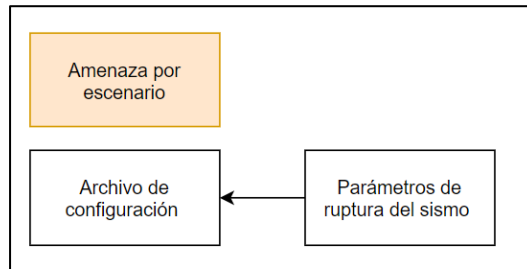 Amenaza por
escenario
Archivo de
configuración
Parámetros de
ruptura del sismo